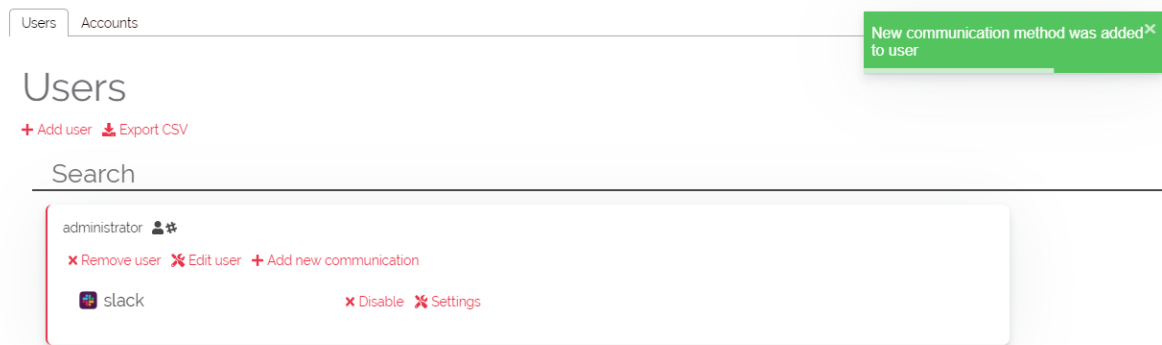 Users Accounts
New communication method was added×
to user
Users
+ Add user Export CSV
Search
administrator
× Remove user Edit user + Add new communication
slack × Disable Settings